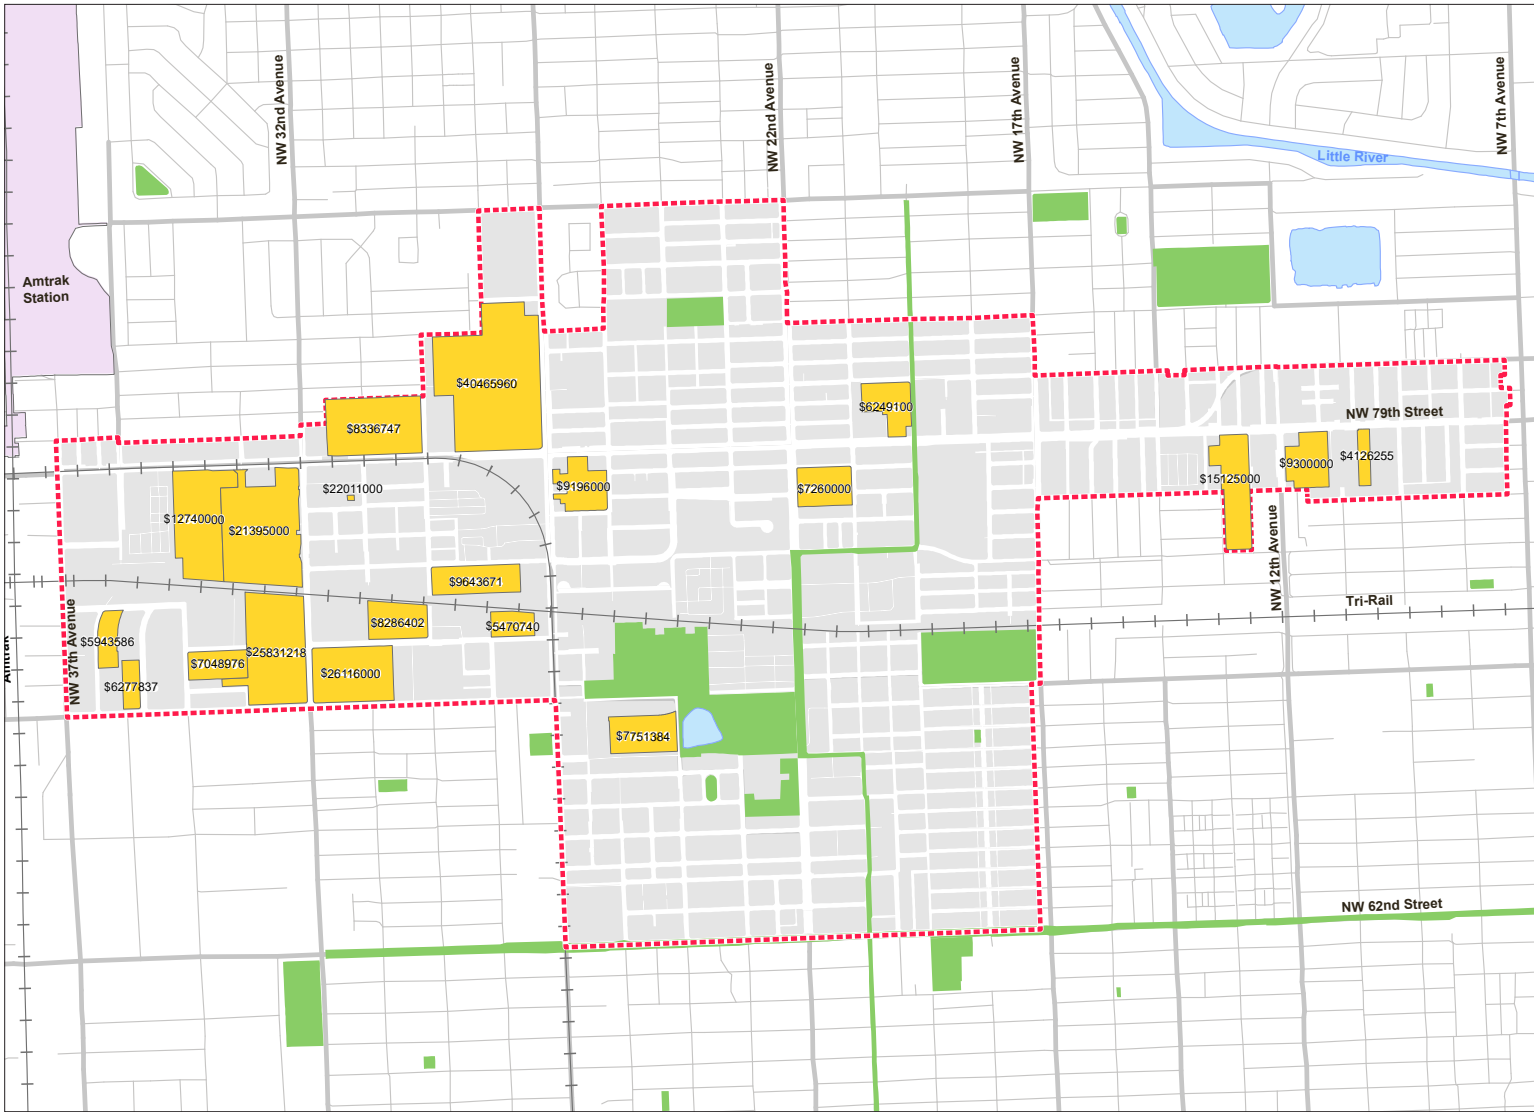 NW 32nd Avenue
NW 22nd Avenue
NW 17th Avenue
NW 7th Avenue
Little River
Amtrak
Station
$40465960
$8336747
$6249100
NW 79th Street
$22011000
$9196000
$7260000
$15125000
$9300000
$4126255
$12740000
$21395000
NW 12th Avenue
$9643671
$8286402
$5470740
Tri-Rail
NW 37th Avenue
Amtrak
$5943586
$7048976
$25831218
$26116000
$6277837
$7751384
NW 62nd Street